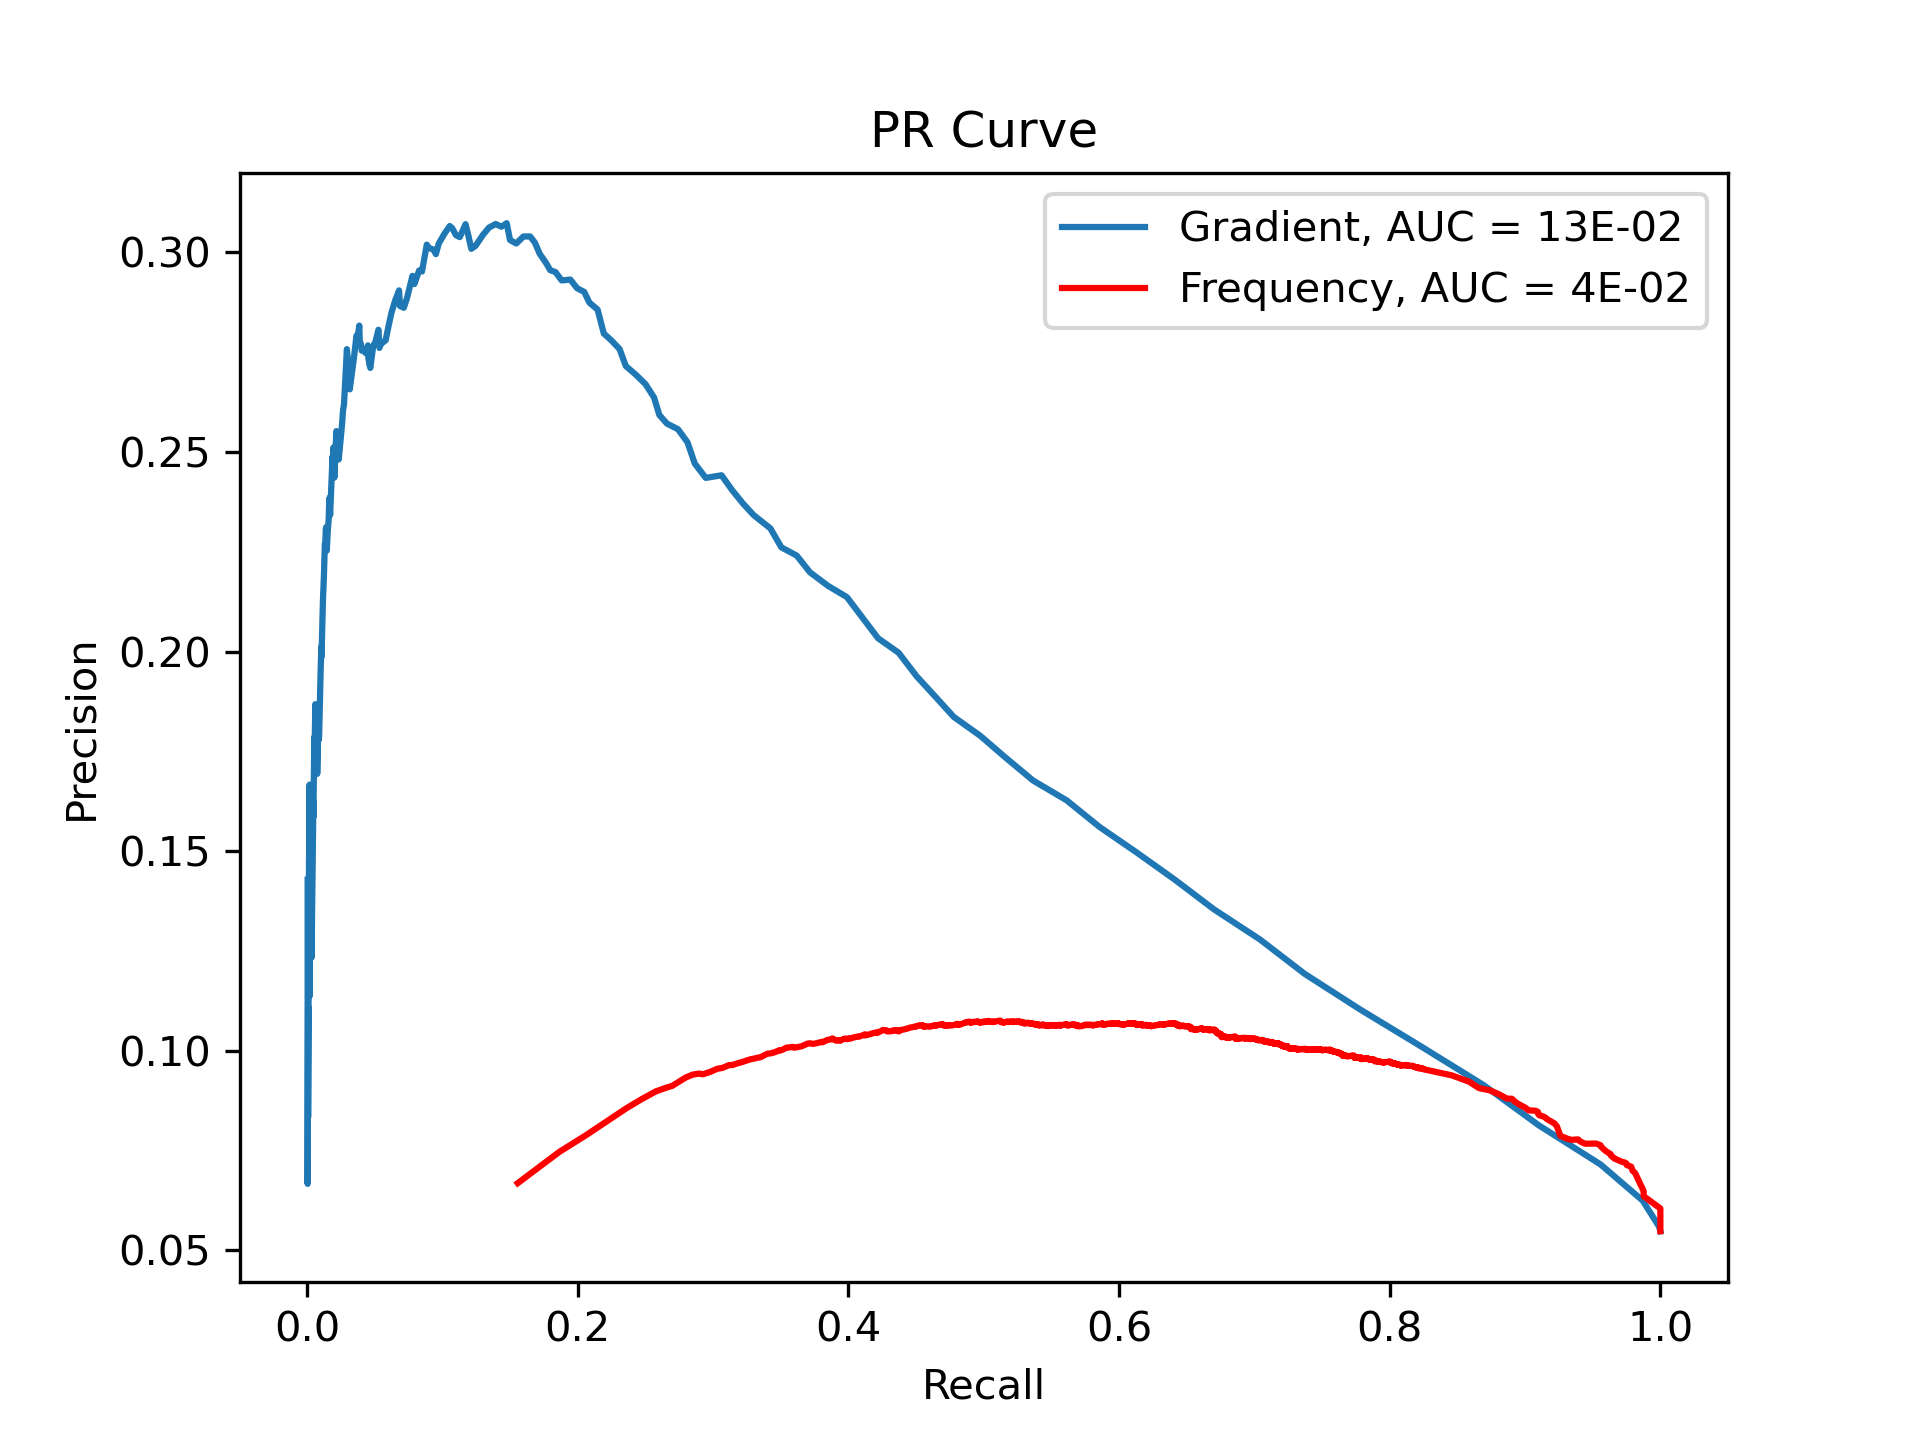 PR Curve
Gradient, AUC = 13E-02
Frequency, AUC = 4E-02
Precision
0.30
0.25
0.20
0.15
0.10
0.05
0.0 0.2 0.4 0.6 0.8 1.0
Recall